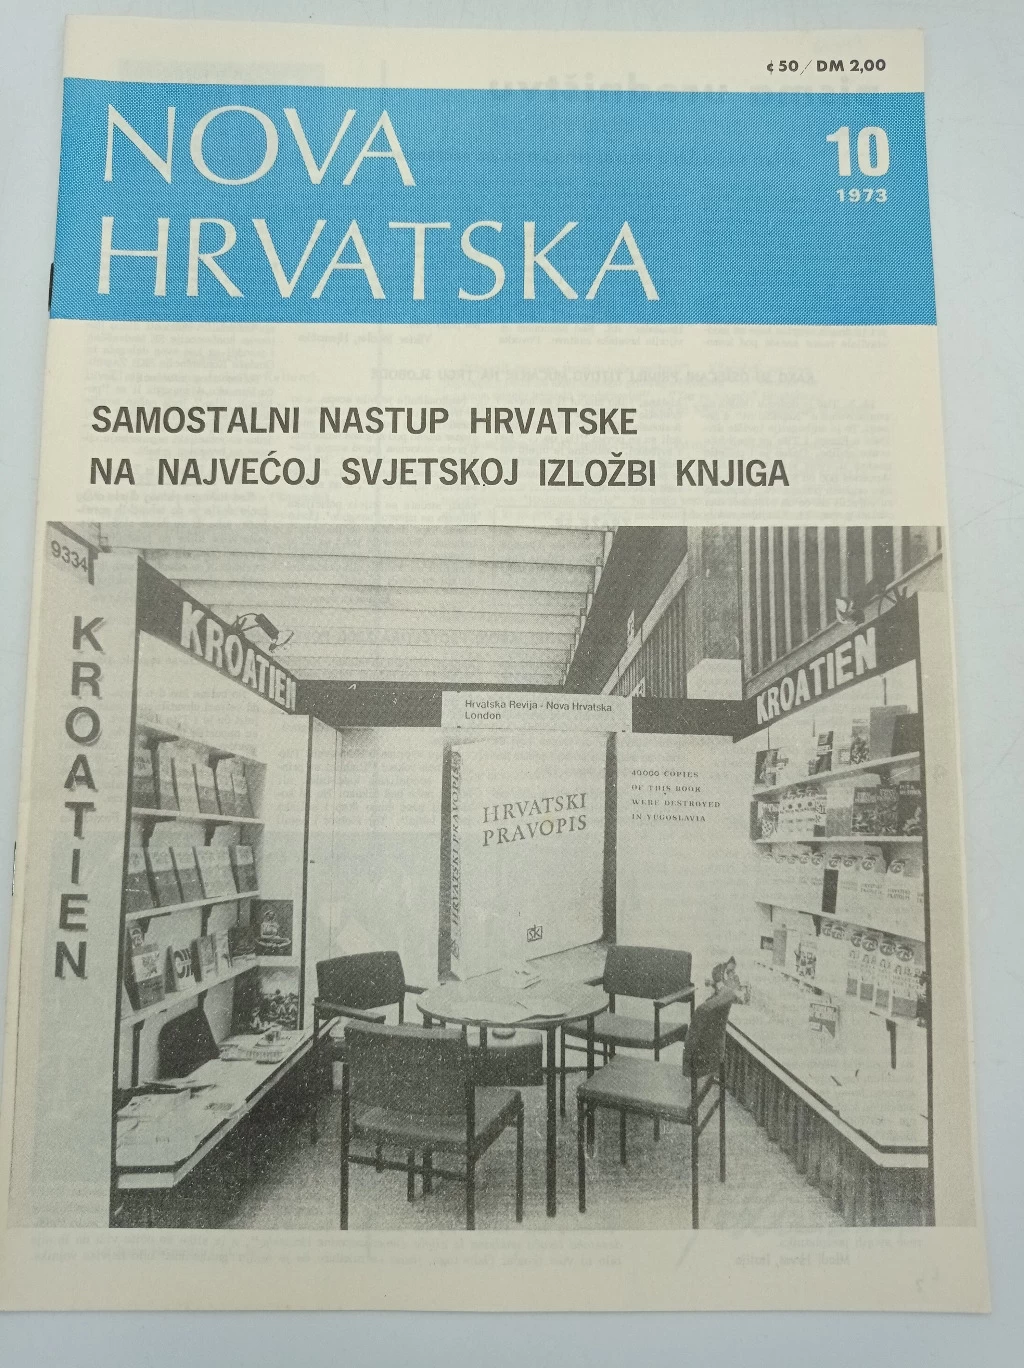 ¢ 50 / DM 2,00
NOVA
HRVATSKA
10
1973
SAMOSTALNI NASTUP HRVATSKE
NA NAJVEĆOJ SVJETSKOJ IZLOŽBI KNJIGA
9334
KROATIEN
KROATIEN
KROATIEN
Hrvatska Revija - Nova Hrvatska
London
HRVATSKI PRAVOPIS
HRVATSKI
PRAVOPIS
ŠK
40000 COPIES
OF THIS BOOK
WERE DESTROYED
IN YUGOSLAVIA